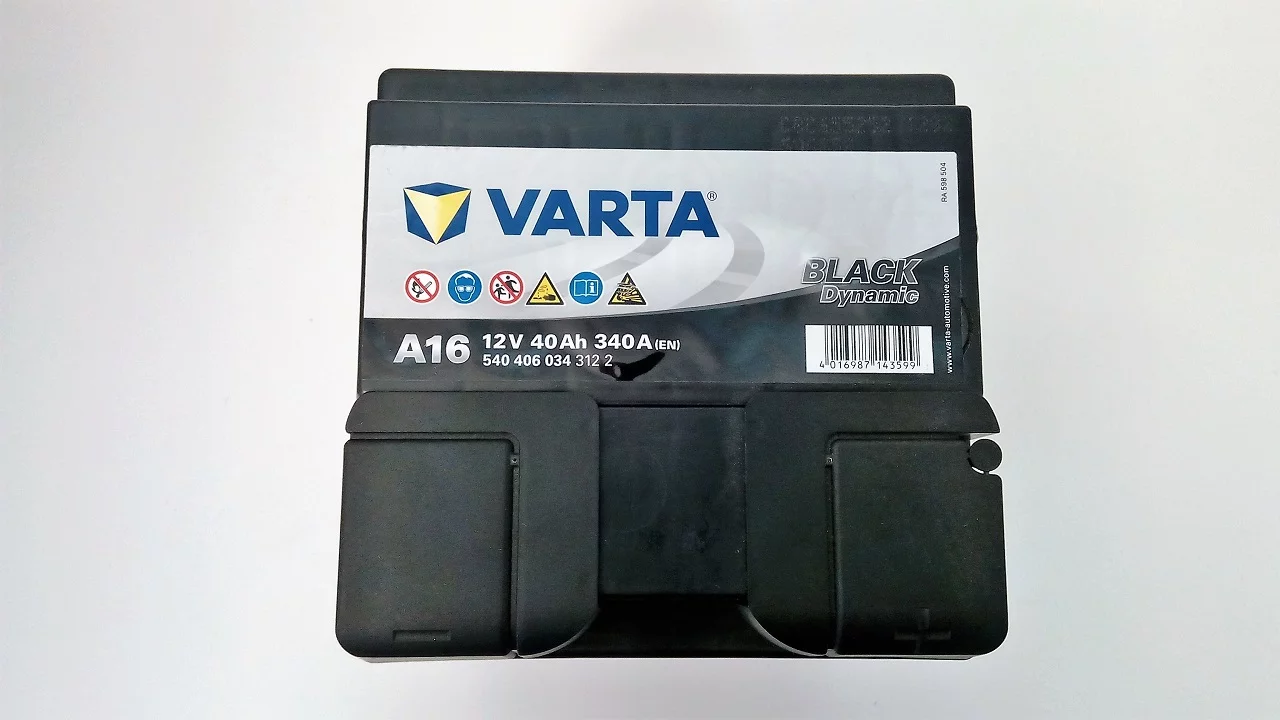 RA 598 504
VARTA®
BLACK
Dynamic
A16 12V 40Ah 340A (EN)
540 406 034 312 2
4 016987 143599
www.varta-automotive.com